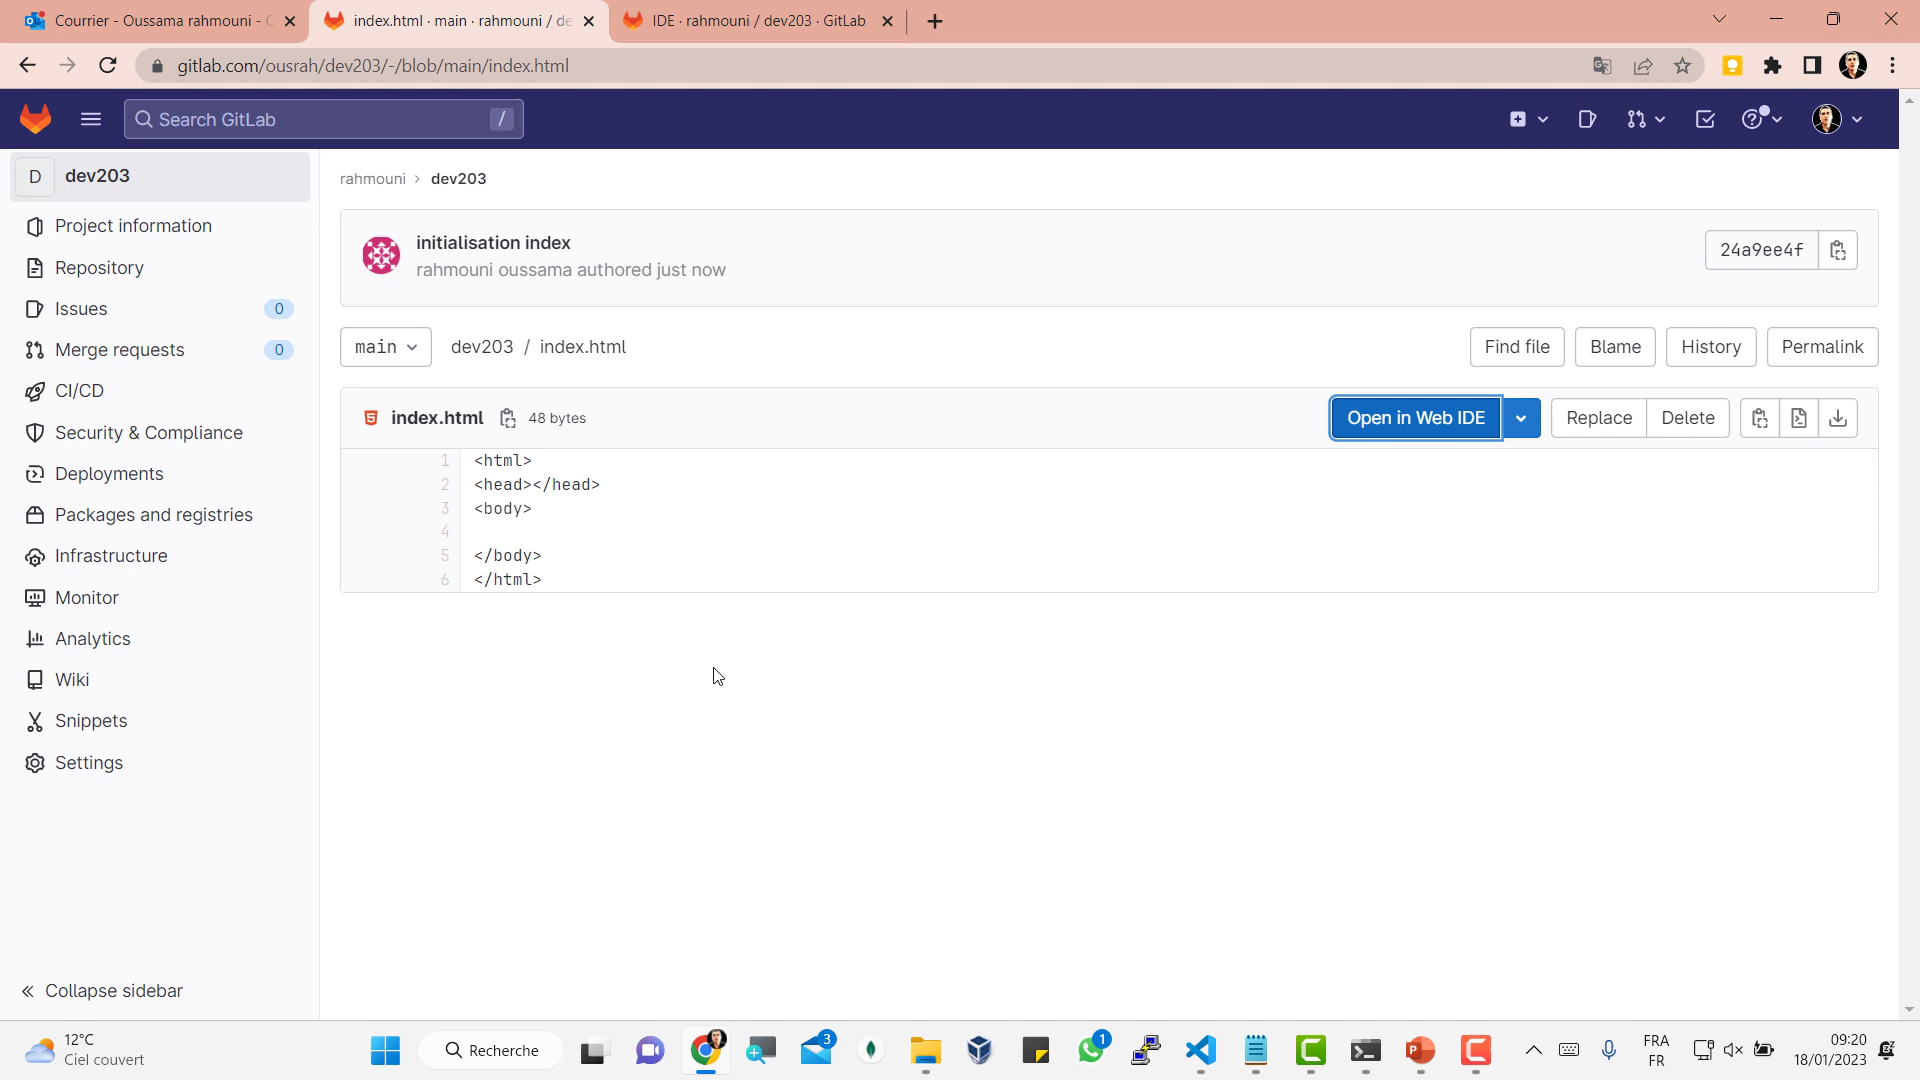 Courrier - Oussama rahmouni -
index.html · main · rahmouni / de
IDE · rahmouni / dev203 · GitLab
gitlab.com/ousrah/dev203/-/blob/main/index.html
Search GitLab
/
D
dev203
Project information
Repository
Issues
0
Merge requests
0
CI/CD
Security & Compliance
Deployments
Packages and registries
Infrastructure
Monitor
Analytics
Wiki
Snippets
Settings
Collapse sidebar
rahmouni
dev203
initialisation index
rahmouni oussama authored just now
24a9ee4f
main
dev203 / index.html
Find file
Blame
History
Permalink
index.html
48 bytes
Open in Web IDE
Replace
Delete
1 <html>
2 <head></head>
3 <body>
4
5 </body>
6 </html>
12°C
Ciel couvert
Recherche
3
1
FRA
FR
09:20
18/01/2023